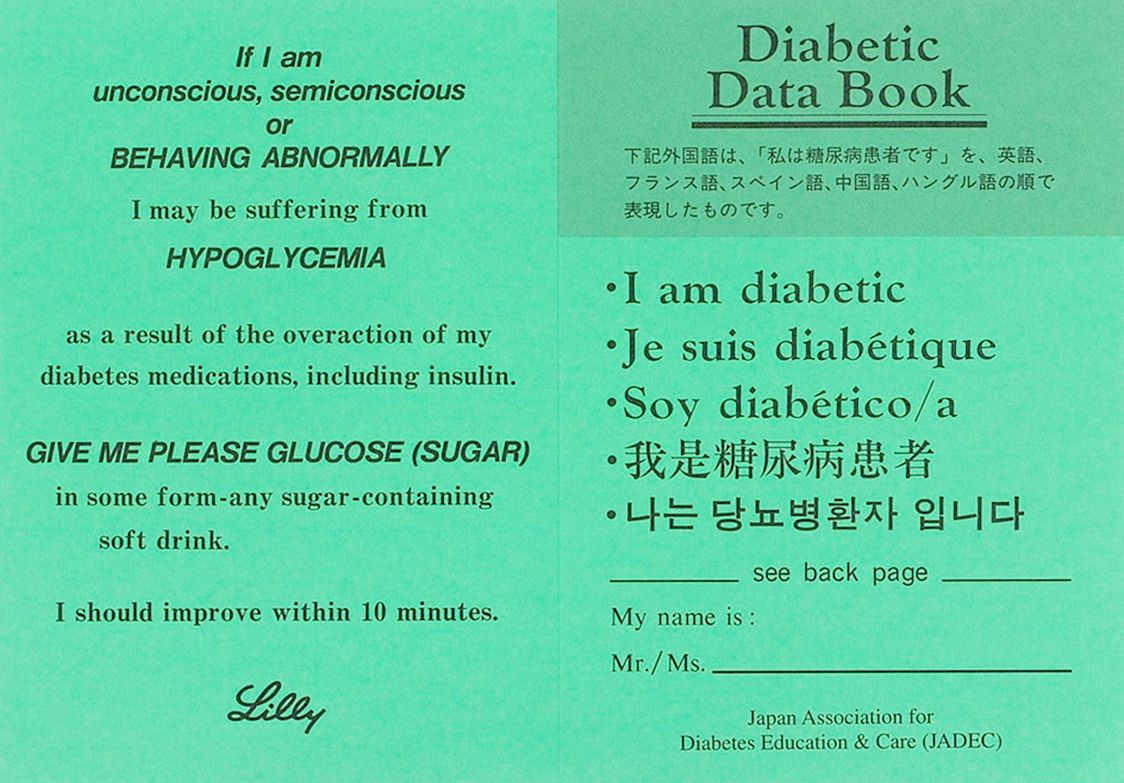 If I am
unconscious, semiconscious
or
BEHAVING ABNORMALLY
I may be suffering from
HYPOGLYCEMIA
as a result of the overaction of my
diabetes medications, including insulin.
GIVE ME PLEASE GLUCOSE (SUGAR)
in some form-any sugar-containing
soft drink.
I should improve within 10 minutes.
Lilly
Diabetic
Data Book
下記外国語は、「私は糖尿病患者です」を、英語、
フランス語、スペイン語、中国語、ハングル語の順で
表現したものです。
・I am diabetic
・Je suis diabétique
・Soy diabético/a
・我是糖尿病患者
・나는 당뇨병환자 입니다
see back page
My name is :
Mr./Ms.
Japan Association for
Diabetes Education & Care (JADEC)